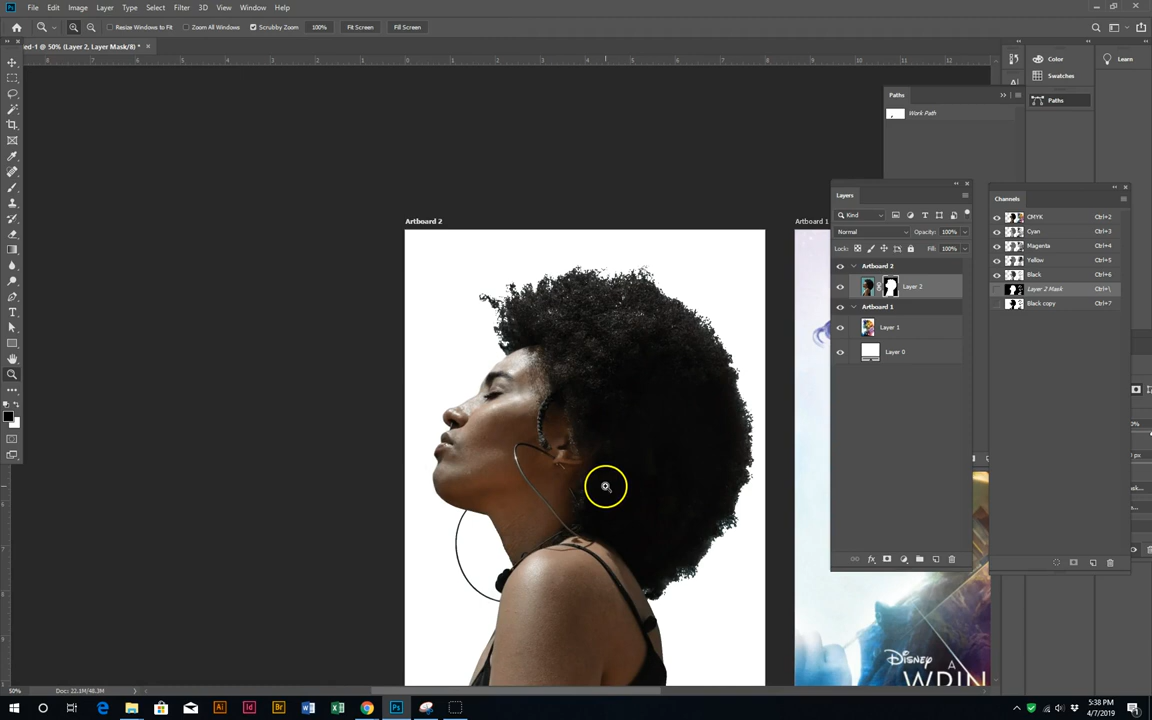 File Edit Image Layer Type Select Filter 3D View Window Help
Resize Windows to Fit Zoom All Windows Scrubby Zoom 100% Fit Screen Fill Screen
ed-1 @ 50% (Layer 2, Layer Mask/8) *
Color
Learn
Swatches
Paths
Paths
Work Path
Layers
Channels
Kind
Normal Opacity: 100%
Lock: Fill: 100%
Artboard 2
Layer 2
Artboard 1
Layer 1
Layer 0
CMYK Ctrl+2
Cyan Ctrl+3
Magenta Ctrl+4
Yellow Ctrl+5
Black Ctrl+6
Layer 2 Mask Ctrl+\
Black copy Ctrl+7
Artboard 2
Artboard 1
DISNEY
A
WRIN
50% Doc: 22.1M/48.3M
5:38 PM
4/7/2019